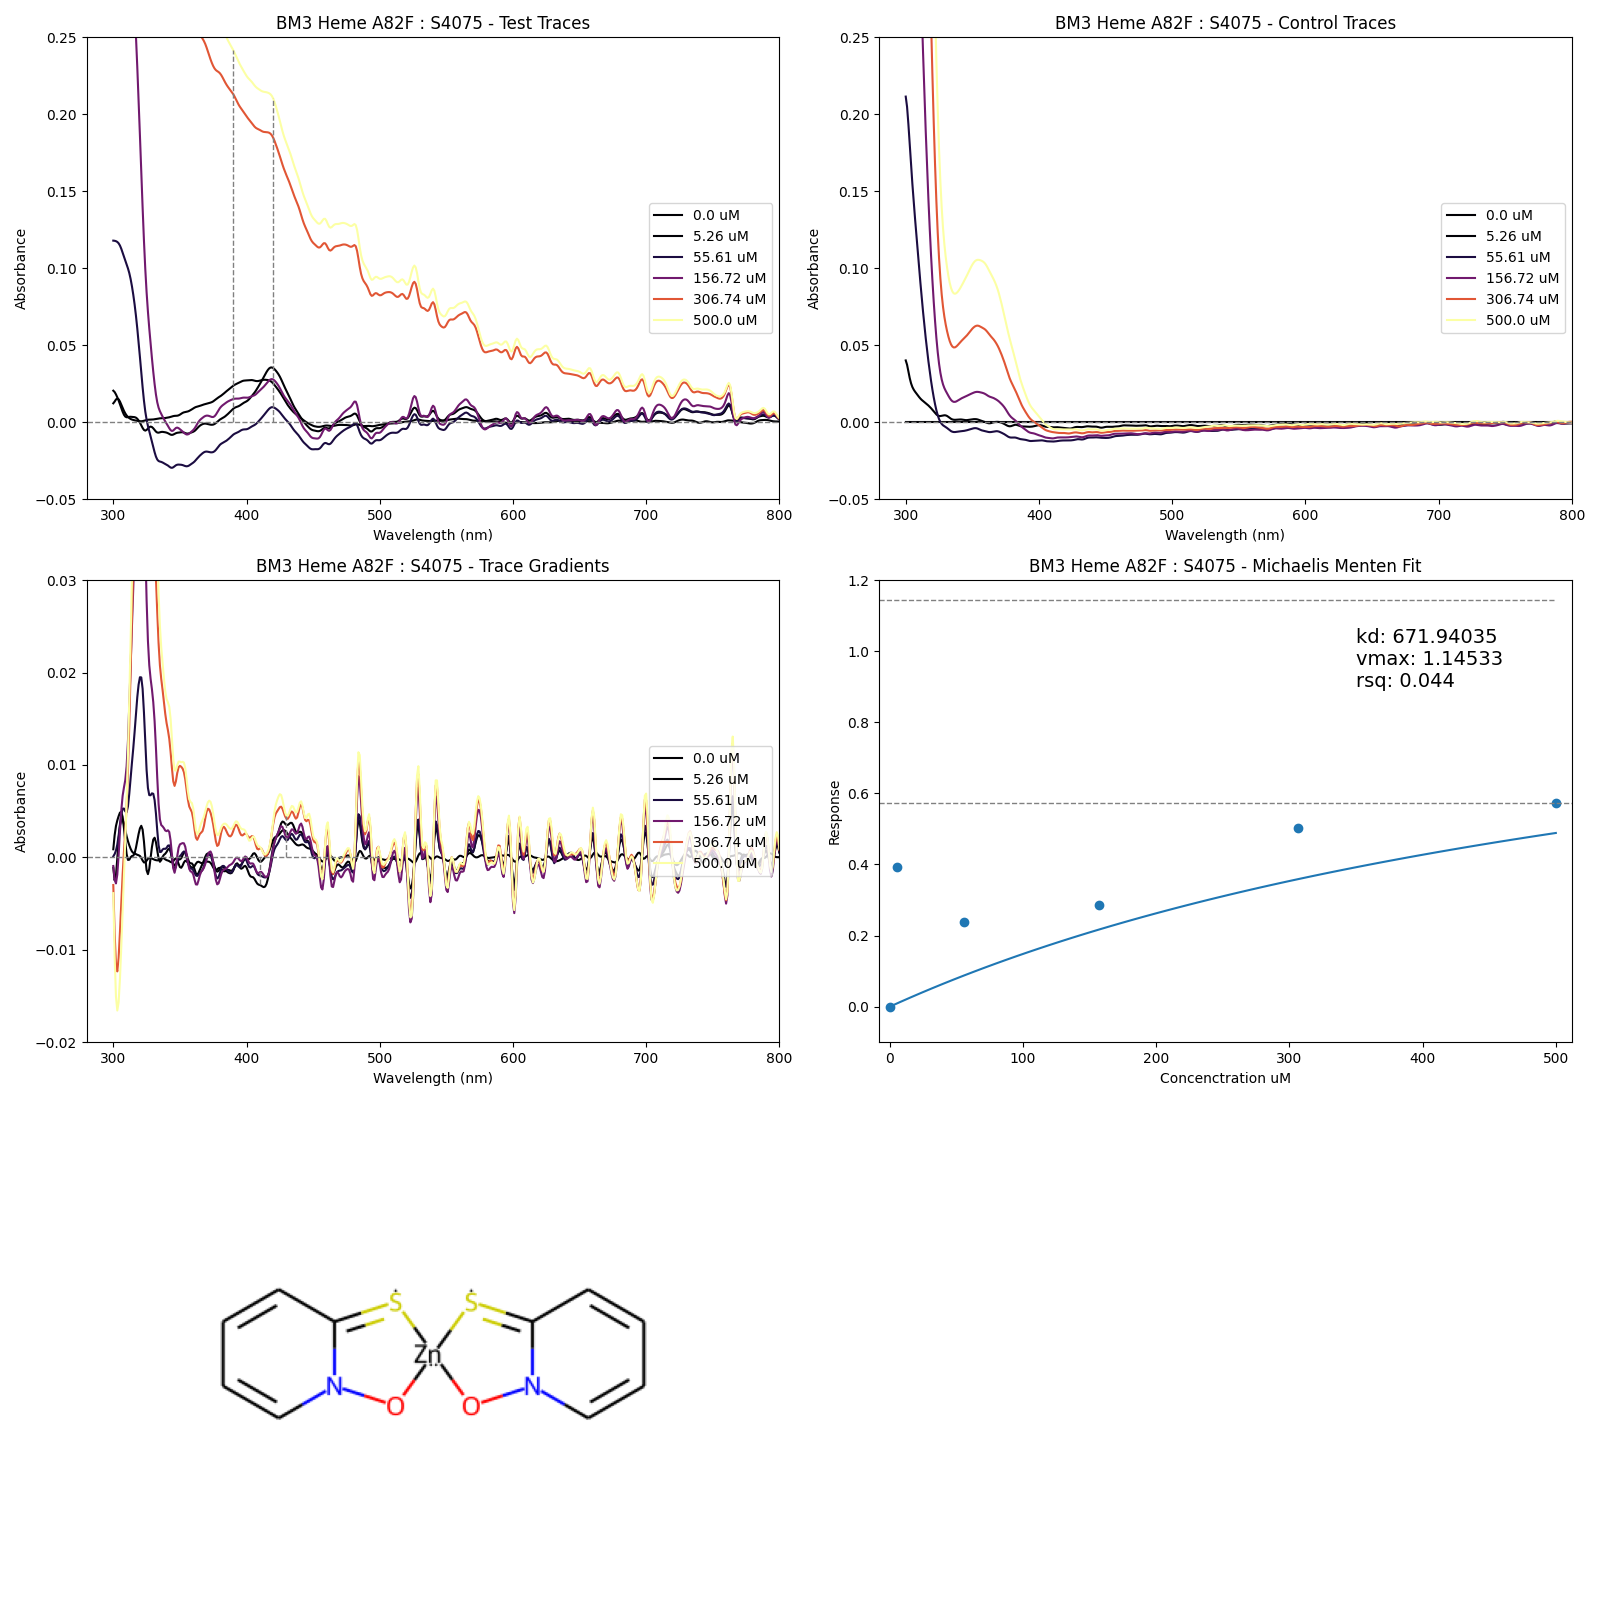 BM3 Heme A82F : S4075 - Test Traces
0.25
0.20
0.15
0.10
0.05
0.00
−0.05
Absorbance
300
400
500
600
700
800
Wavelength (nm)
0.0 uM
5.26 uM
55.61 uM
156.72 uM
306.74 uM
500.0 uM
BM3 Heme A82F : S4075 - Control Traces
0.25
0.20
0.15
0.10
0.05
0.00
−0.05
Absorbance
300
400
500
600
700
800
Wavelength (nm)
0.0 uM
5.26 uM
55.61 uM
156.72 uM
306.74 uM
500.0 uM
BM3 Heme A82F : S4075 - Trace Gradients
0.03
0.02
0.01
0.00
−0.01
−0.02
Absorbance
300
400
500
600
700
800
Wavelength (nm)
0.0 uM
5.26 uM
55.61 uM
156.72 uM
306.74 uM
500.0 uM
BM3 Heme A82F : S4075 - Michaelis Menten Fit
1.2
1.0
0.8
0.6
0.4
0.2
0.0
Response
0
100
200
300
400
500
Concenctration uM
kd: 671.94035
vmax: 1.14533
rsq: 0.044
S S
Zn
N N
O O